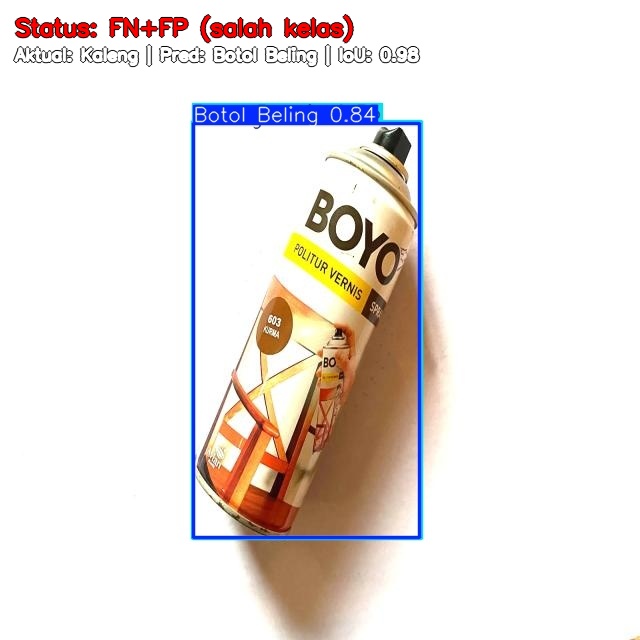 Status: FN+FP (salah kelas)
Aktual: Kaleng | Pred: Botol Beling | IoU: 0.98
Botol Beling 0.84
BOYO
POLITUR VERNIS
603
KURMA
BO